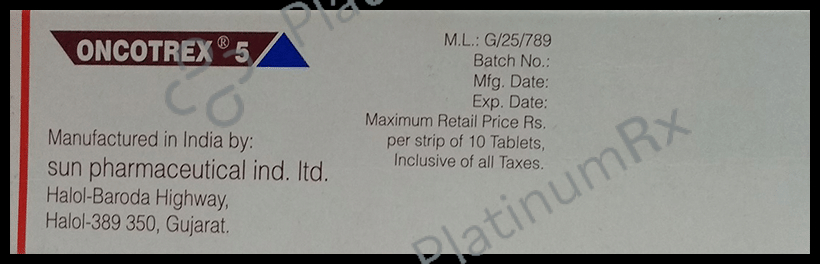 ONCOTREX® 5
Manufactured in India by:
sun pharmaceutical ind. ltd.
Halol-Baroda Highway,
Halol-389 350, Gujarat.
M.L.: G/25/789
Batch No.:
Mfg. Date:
Exp. Date:
Maximum Retail Price Rs.
per strip of 10 Tablets,
Inclusive of all Taxes.
PlatinumRx
PlatinumRx